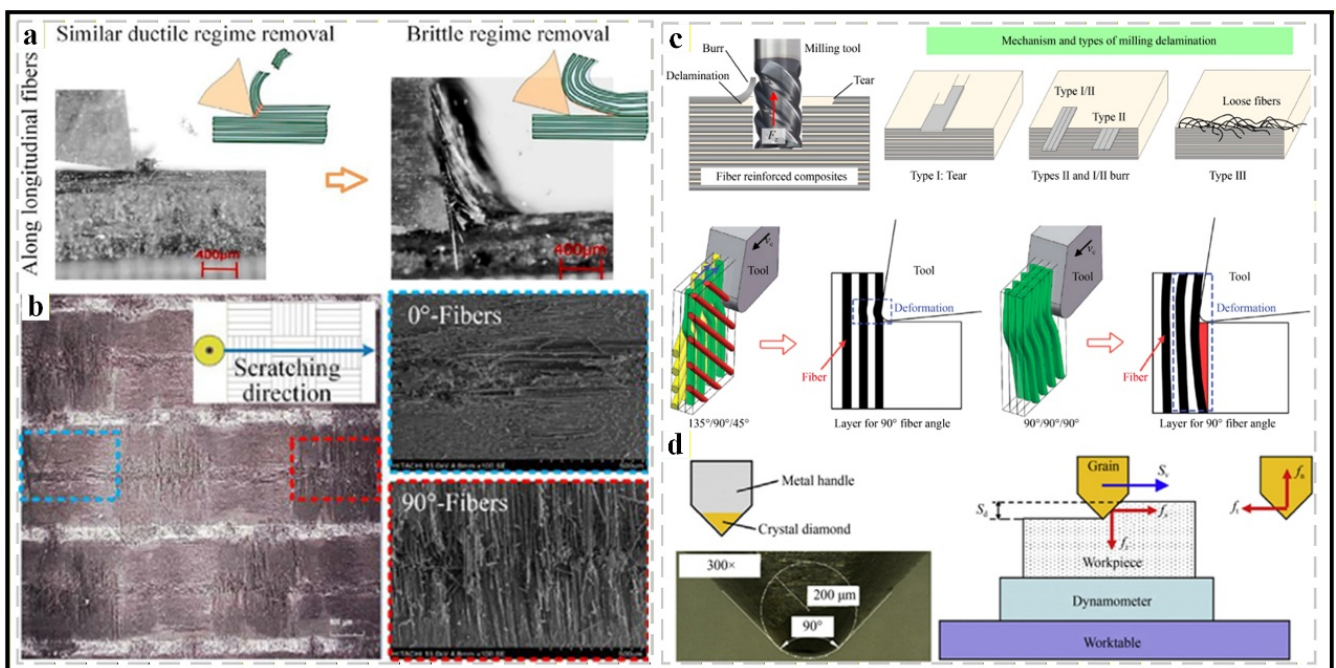 a
Similar ductile regime removal
Brittle regime removal
Along longitudinal fibers
400μm
400μm
b
Scratching
direction
0°-Fibers
90°-Fibers
c
Burr
Milling tool
Delamination
Tear
Fiber reinforced composites
Mechanism and types of milling delamination
Type I/II
Type II
Loose fibers
Type I: Tear
Types II and I/II burr
Type III
Tool
Tool
Deformation
Fiber
135°/90°/45°
Layer for 90° fiber angle
Tool
Tool
Deformation
Fiber
90°/90°/90°
Layer for 90° fiber angle
d
Metal handle
Crystal diamond
300×
200 μm
90°
Grain
Workpiece
Dynamometer
Worktable